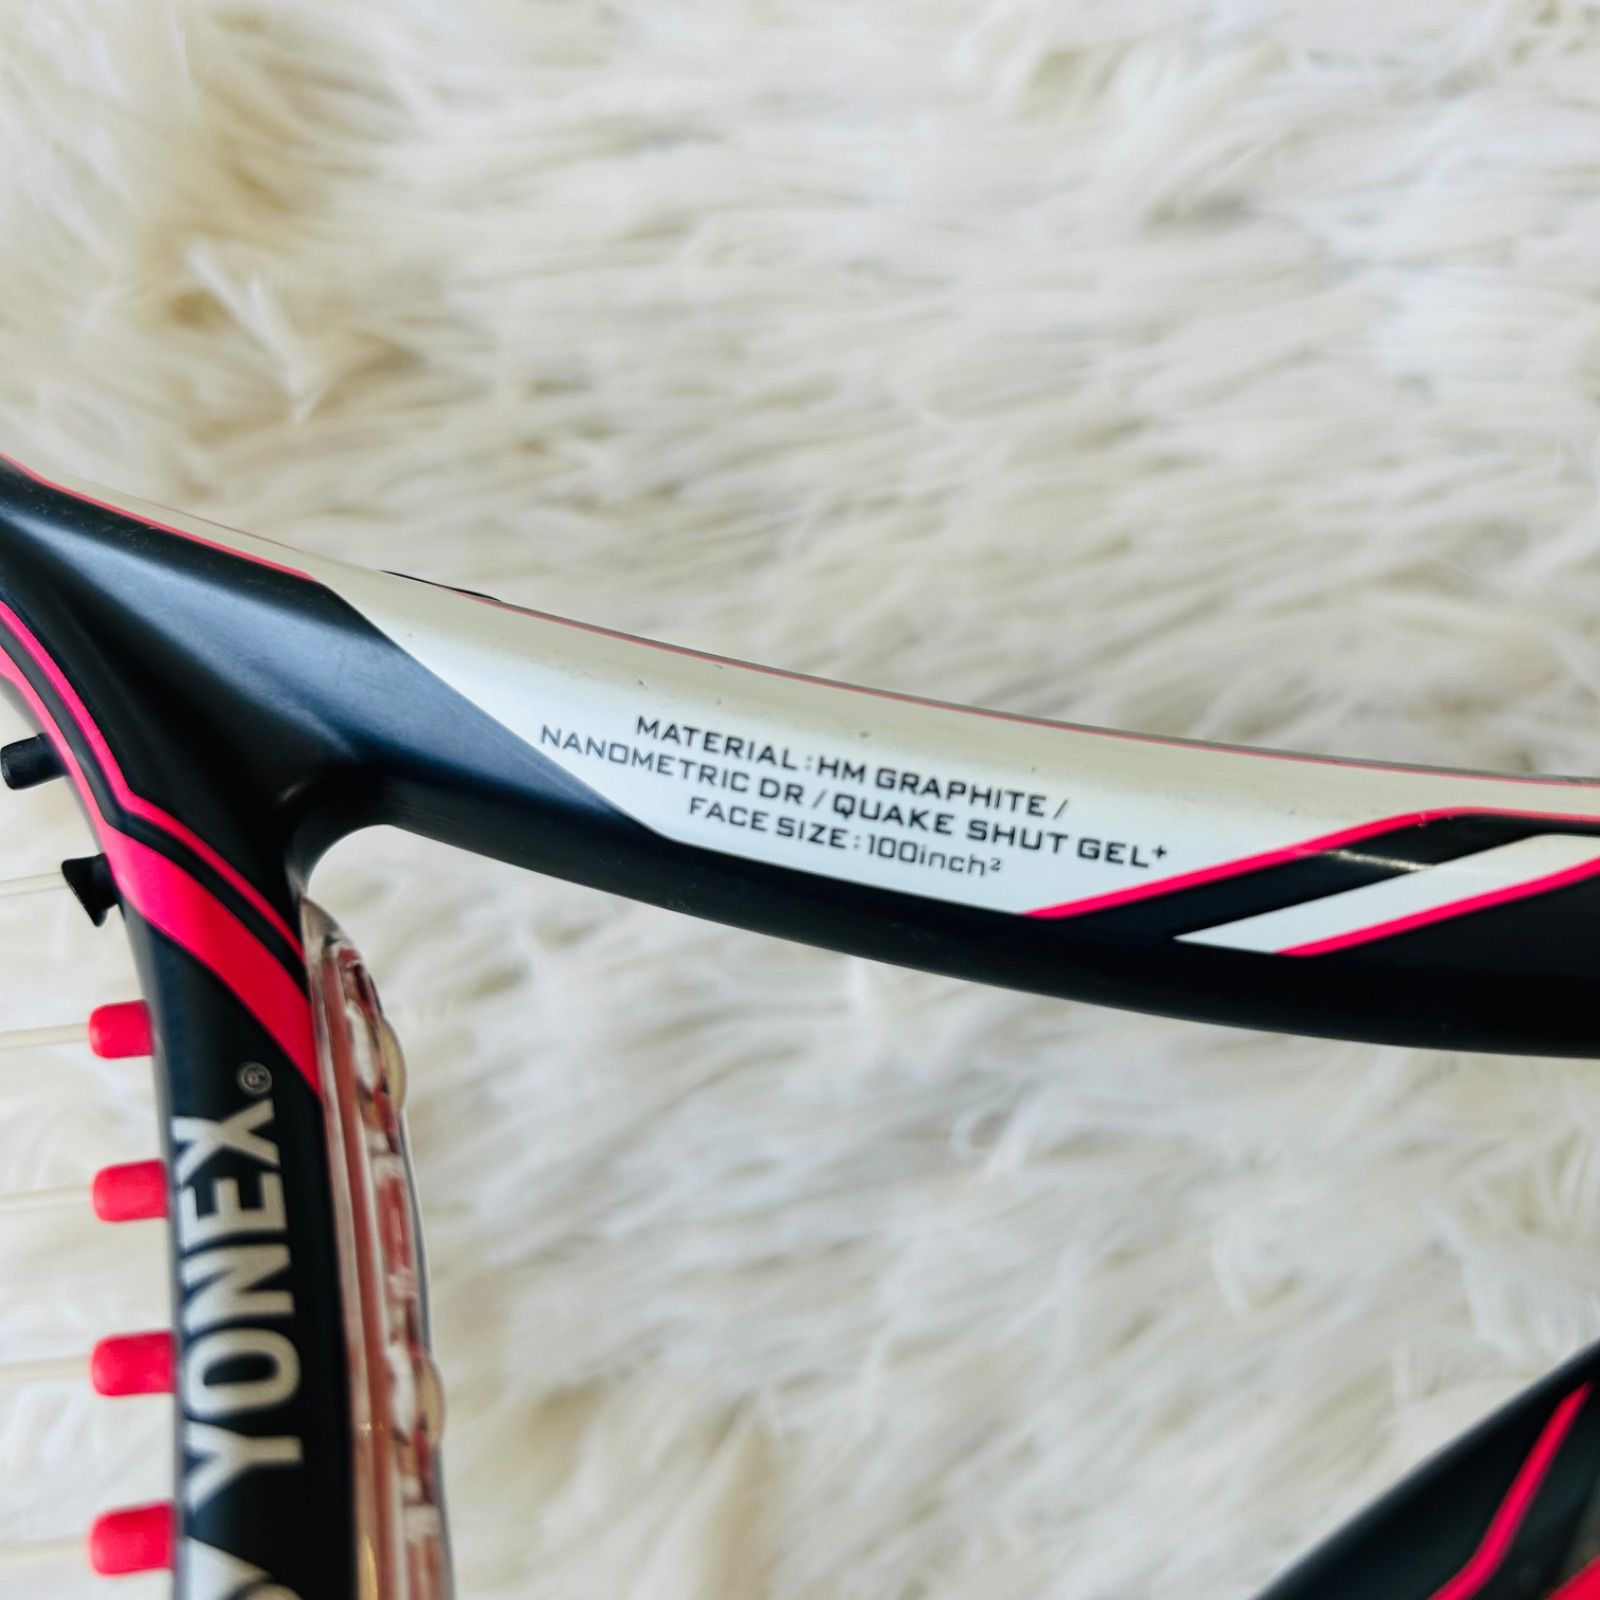 MATERIAL:HM GRAPHITE/
NANOMETRIC DR/QUAKE SHUT GEL+
FACE SIZE:100inch²
YONEX®